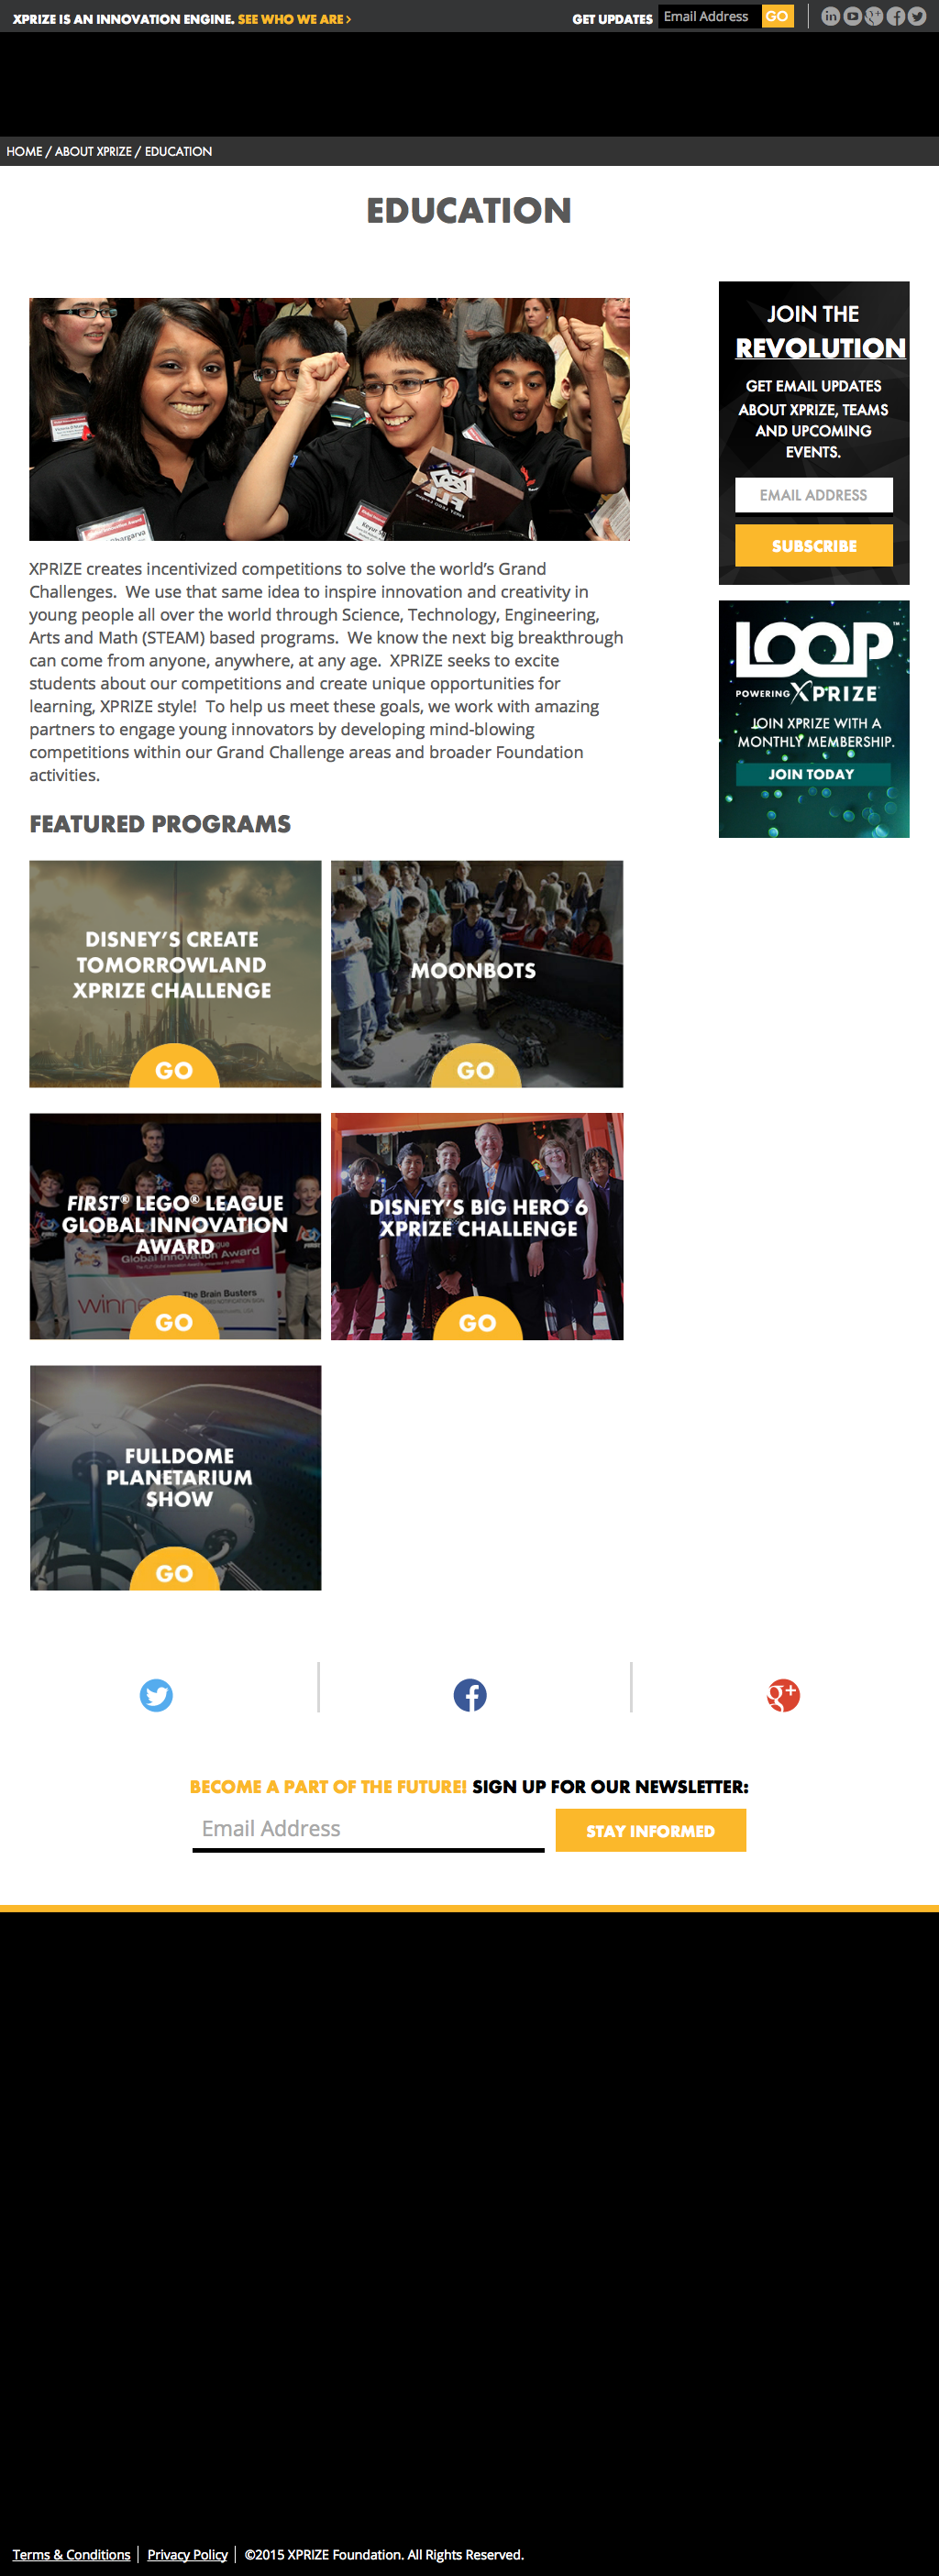 XPRIZE IS AN INNOVATION ENGINE. SEE WHO WE ARE >
GET UPDATES Email Address GO
HOME / ABOUT XPRIZE / EDUCATION
EDUCATION
XPRIZE creates incentivized competitions to solve the world’s Grand
Challenges.  We use that same idea to inspire innovation and creativity in
young people all over the world through Science, Technology, Engineering,
Arts and Math (STEAM) based programs.  We know the next big breakthrough
can come from anyone, anywhere, at any age.  XPRIZE seeks to excite
students about our competitions and create unique opportunities for
learning, XPRIZE style!  To help us meet these goals, we work with amazing
partners to engage young innovators by developing mind-blowing
competitions within our Grand Challenge areas and broader Foundation
activities.
JOIN THE
REVOLUTION
GET EMAIL UPDATES
ABOUT XPRIZE, TEAMS
AND UPCOMING
EVENTS.
EMAIL ADDRESS
SUBSCRIBE
LOOP™
POWERING XPRIZE
JOIN XPRIZE WITH A
MONTHLY MEMBERSHIP.
JOIN TODAY
FEATURED PROGRAMS
DISNEY’S CREATE
TOMORROWLAND
XPRIZE CHALLENGE
GO
MOONBOTS
GO
FIRST® LEGO® LEAGUE
GLOBAL INNOVATION
AWARD
Global Innovation Award
winne
The Brain Busters
GO
DISNEY’S BIG HERO 6
XPRIZE CHALLENGE
GO
FULLDOME
PLANETARIUM
SHOW
GO
BECOME A PART OF THE FUTURE! SIGN UP FOR OUR NEWSLETTER:
Email Address
STAY INFORMED
Terms & Conditions | Privacy Policy | ©2015 XPRIZE Foundation. All Rights Reserved.